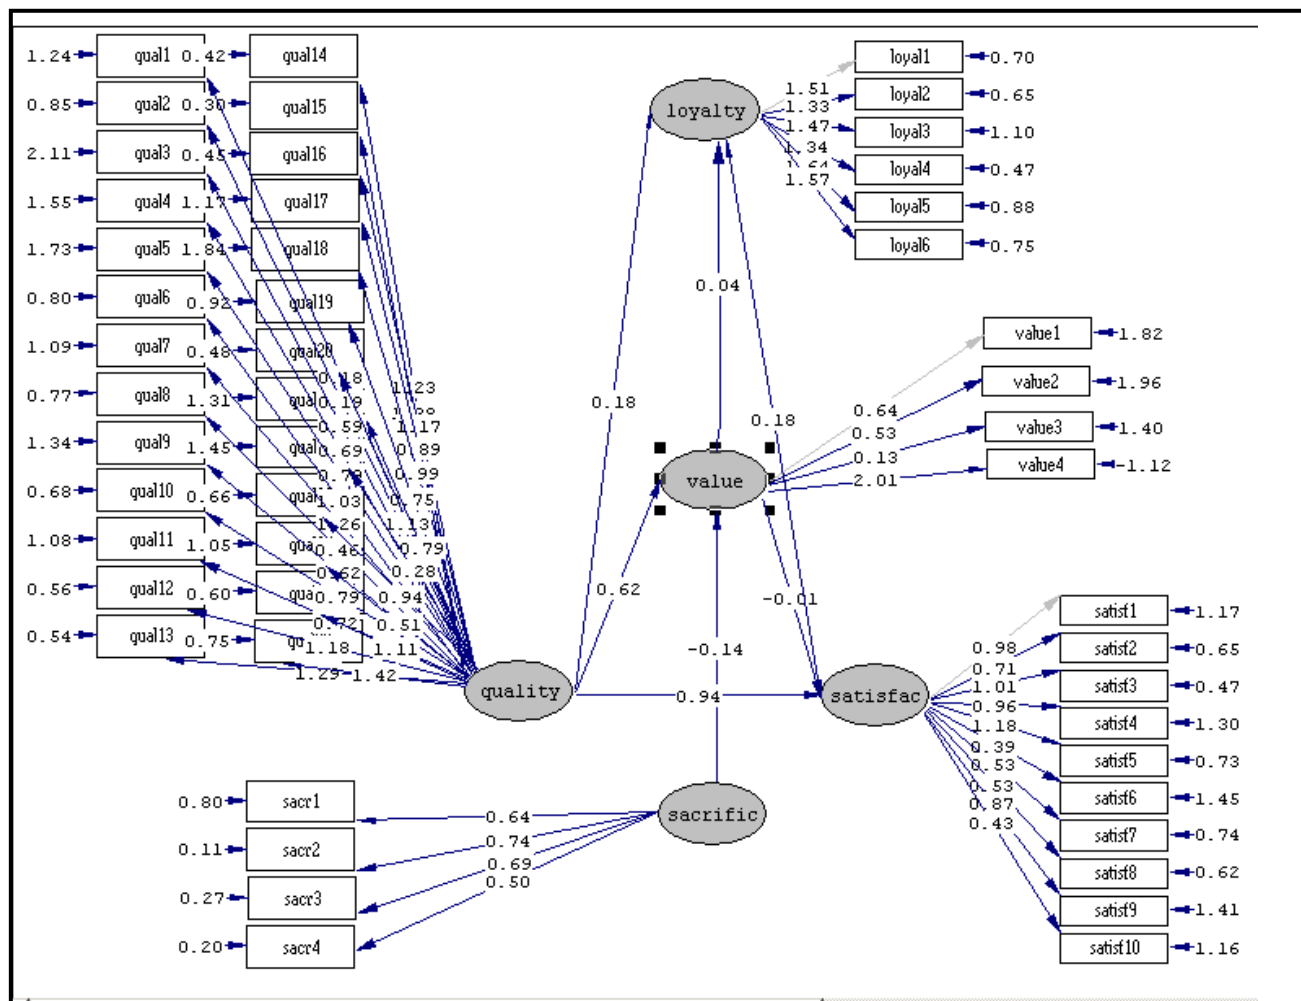 1.24 qual1 0.42 qual14
0.85 qual2 0.30 qual15
2.11 qual3 0.45 qual16
1.55 qual4 1.17 qual17
1.73 qual5 1.84 qual18
0.80 qual6 0.92 qual19
1.09 qual7 0.48 qual20
0.77 qual8 1.31
1.34 qual9 1.45
0.68 qual10 0.66
1.08 qual11 1.05
0.56 qual12 0.60
0.54 qual13 0.75
0.18 1.23
0.19
0.59 1.17
0.69 0.89
0.99
1.03 0.75
1.26 1.13
0.46 0.79
0.62 0.28
0.79 0.94
0.72 0.51
1.18 1.11
1.29 1.42
quality
loyalty
1.51 loyal1 0.70
1.33 loyal2 0.65
1.47 loyal3 1.10
1.34 loyal4 0.47
loyal5 0.88
1.57 loyal6 0.75
0.04
0.18
0.18
value
0.64 value1 1.82
0.53 value2 1.96
0.13 value3 1.40
2.01 value4 -1.12
0.62
-0.01
-0.14
0.94
satisfac
0.98 satisf1 1.17
0.71 satisf2 0.65
1.01 satisf3 0.47
0.96 satisf4 1.30
1.18 satisf5 0.73
0.39 satisf6 1.45
0.53 satisf7 0.74
0.53 satisf8 0.62
0.87 satisf9 1.41
0.43 satisf10 1.16
sacrific
0.80 sacr1 0.64
0.11 sacr2 0.74
0.27 sacr3 0.69
0.20 sacr4 0.50